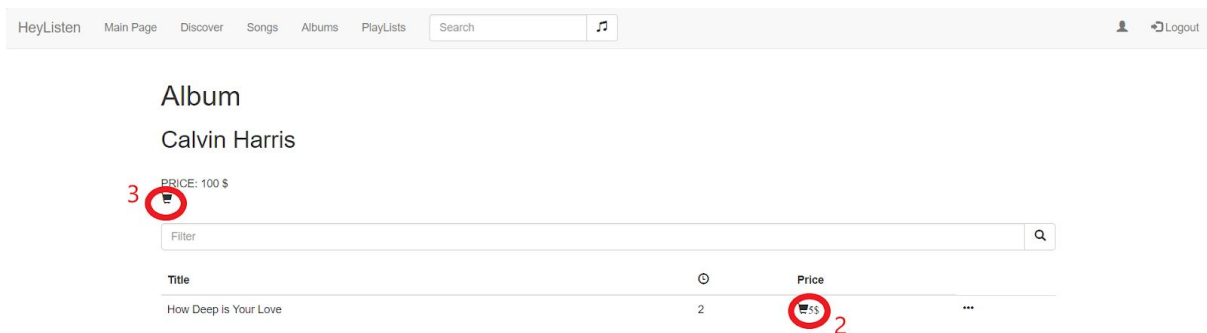 HeyListen Main Page Discover Songs Albums PlayLists Search Logout
Album
Calvin Harris
PRICE: 100 $
3
Filter
Title Price
How Deep is Your Love 2 5$ •••
2